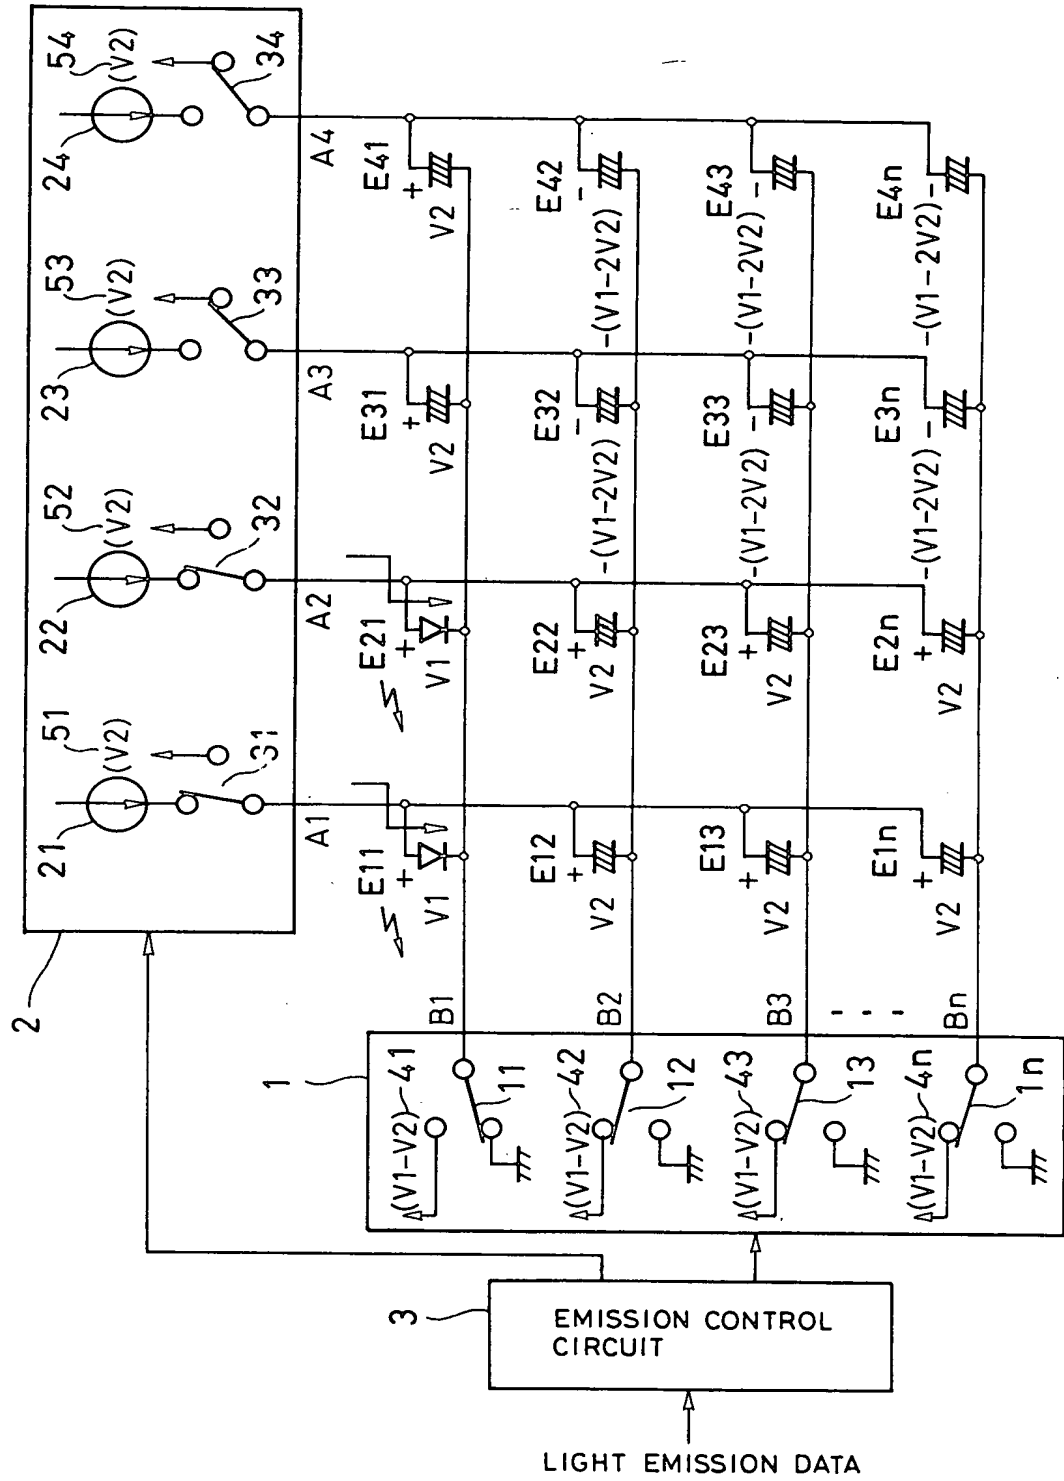 2
21
51
(V2)
22
52
(V2)
23
53
(V2)
24
54
(V2)
31
32
33
34
A1
A2
A3
A4
E11
+
V1
E21
+
V1
E31
+
V2
E41
+
V2
E12
+
V2
E22
+
V2
E32
-
-(V1-2V2)
E42
-
-(V1-2V2)
E13
+
V2
E23
+
V2
E33
-
-(V1-2V2)
E43
-
-(V1-2V2)
E1n
+
V2
E2n
+
V2
E3n
-
-(V1-2V2)
E4n
-
-(V1-2V2)
B1
B2
B3
- - - -
Bn
1
(V1-V2)
41
11
(V1-V2)
42
12
(V1-V2)
43
13
(V1-V2)
4n
1n
3
EMISSION CONTROL
CIRCUIT
LIGHT EMISSION DATA